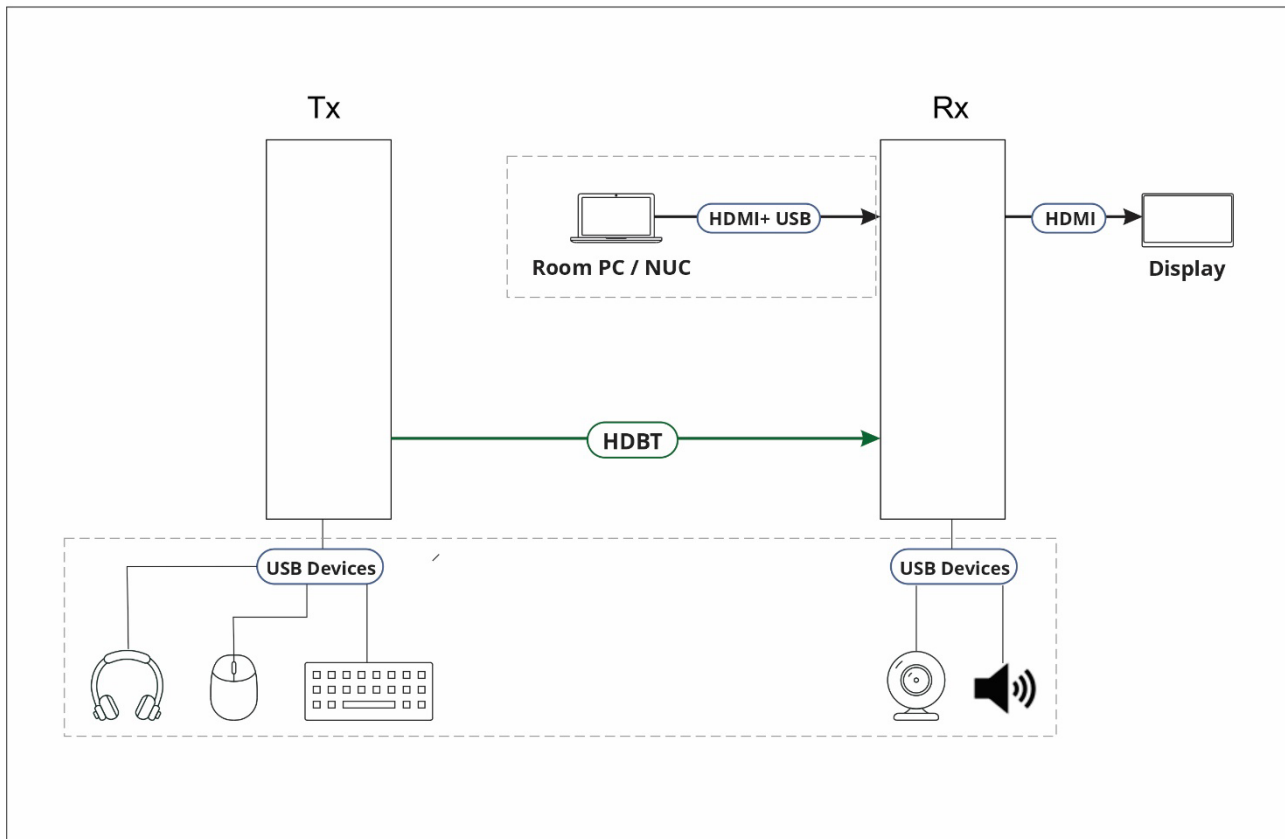 Tx
Rx
HDMI+ USB
HDMI
Room PC / NUC
Display
HDBT
USB Devices
USB Devices